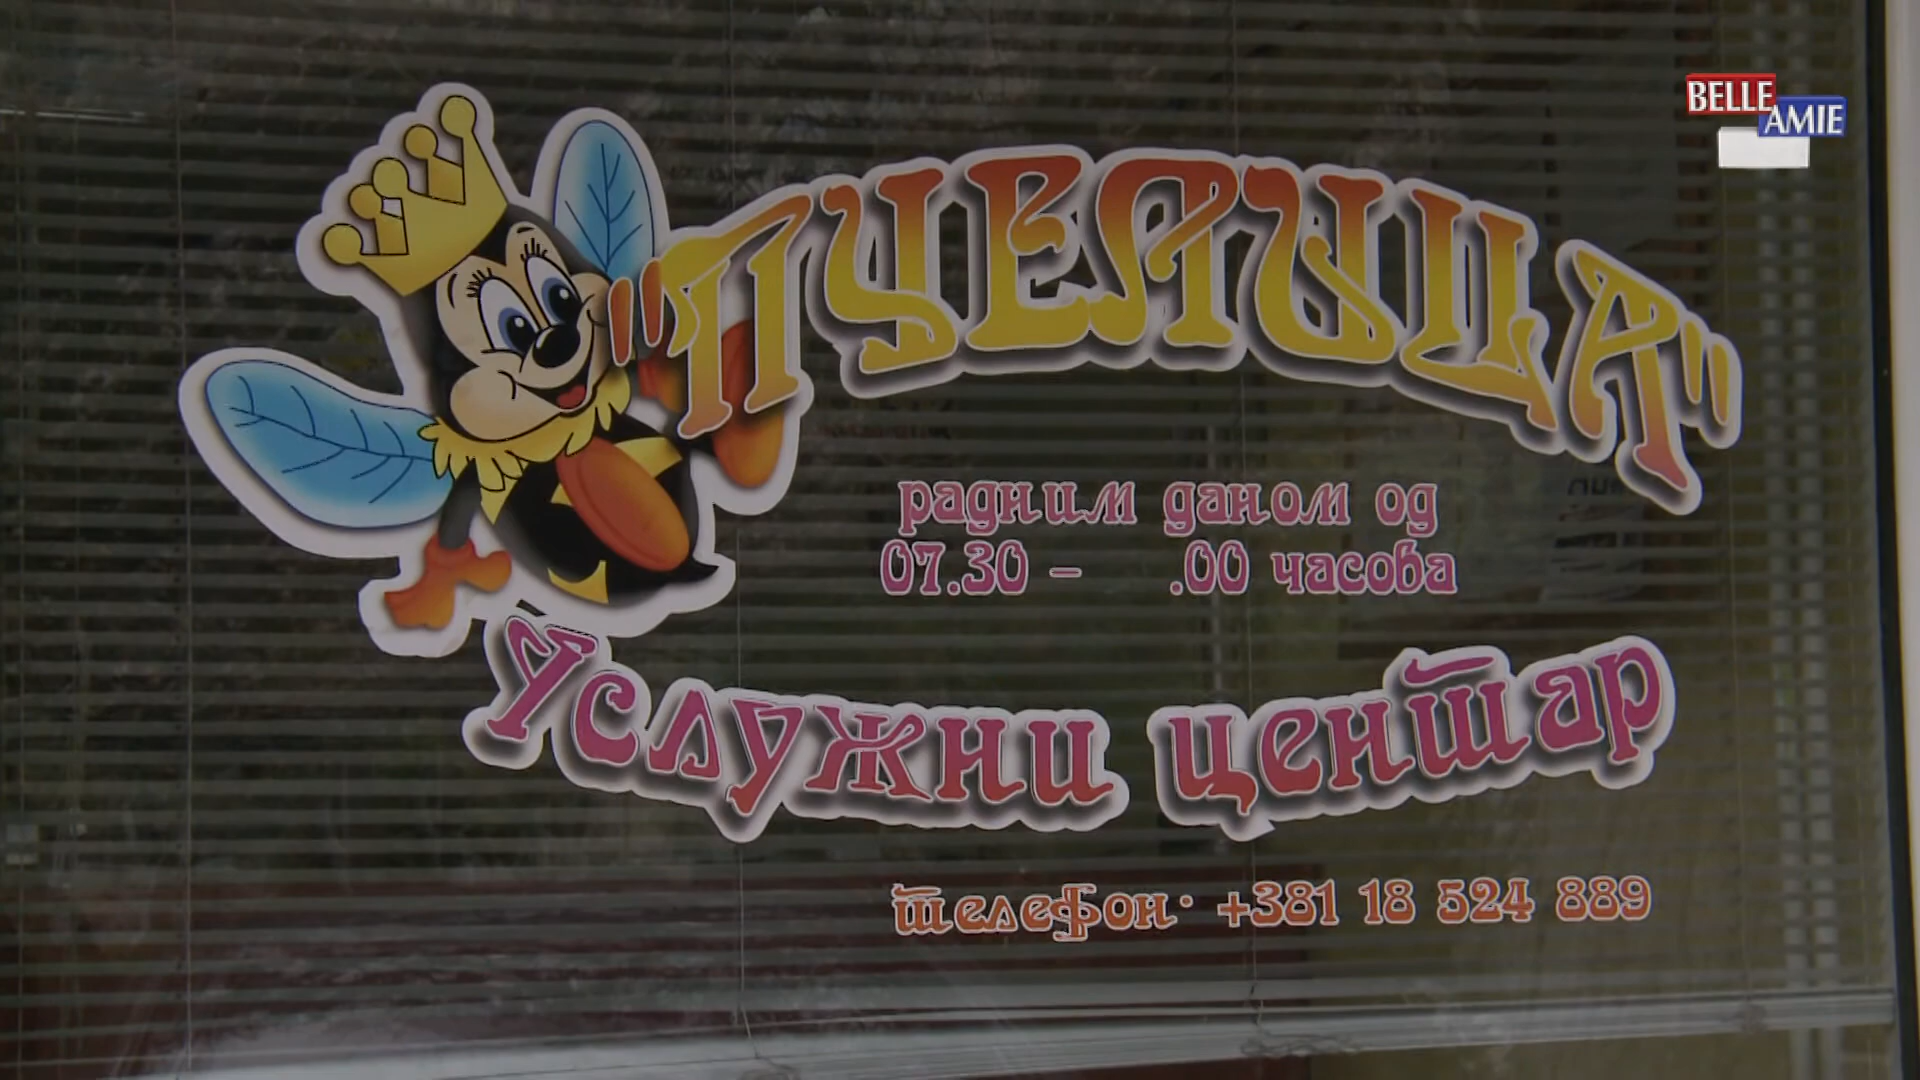 BELLE
AMIE
"ПЧЕЛИЦА"
радним даном од
07.30 – .00 часова
Услужни центар
телефон: +381 18 524 889